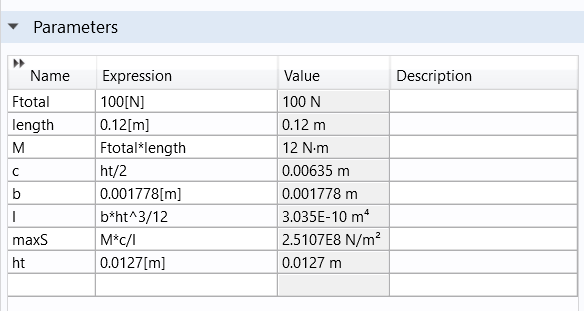 Parameters
Name Expression Value Description
Ftotal 100[N] 100 N
length 0.12[m] 0.12 m
M Ftotal*length 12 N·m
c ht/2 0.00635 m
b 0.001778[m] 0.001778 m
I b*ht^3/12 3.035E-10 m⁴
maxS M*c/I 2.5107E8 N/m²
ht 0.0127[m] 0.0127 m